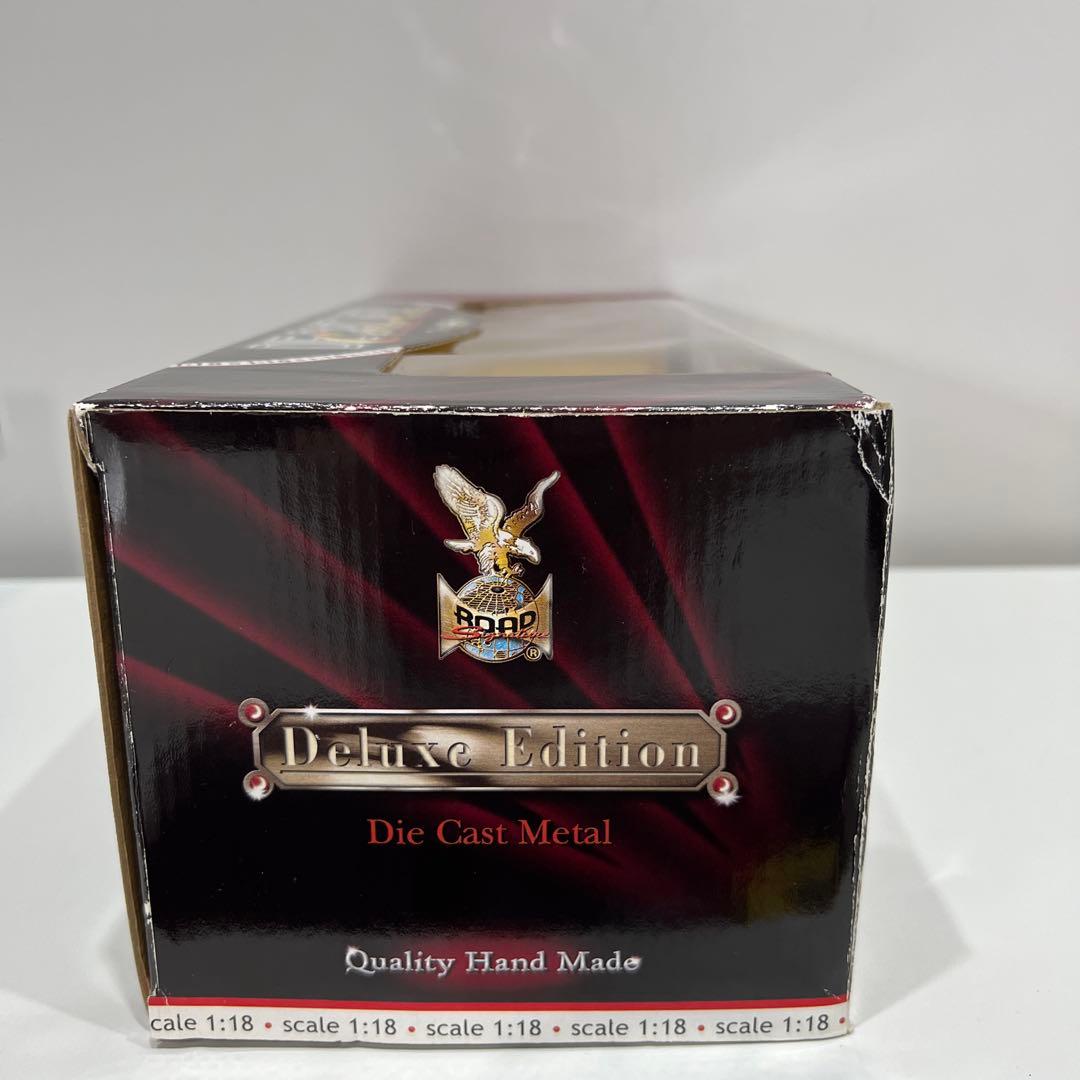 ROAD
Signature
®
Deluxe Edition
Die Cast Metal
Quality Hand Made
cale 1:18 • scale 1:18 • scale 1:18 • scale 1:18 • scale 1:18 •